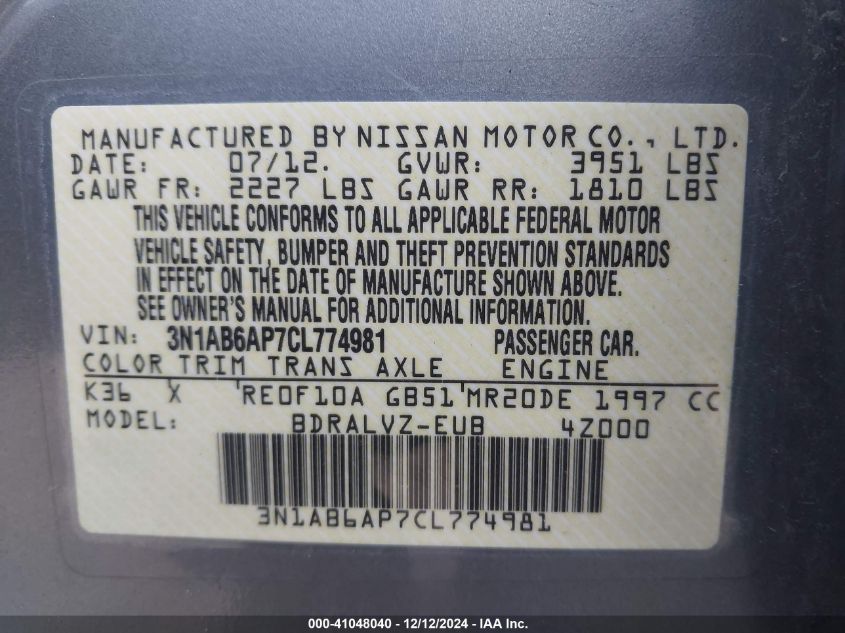 MANUFACTURED BY NISSAN MOTOR CO., LTD.
DATE: 07/12. GVWR: 3951 LBS
GAWR FR: 2227 LBS GAWR RR: 1810 LBS
THIS VEHICLE CONFORMS TO ALL APPLICABLE FEDERAL MOTOR
VEHICLE SAFETY, BUMPER AND THEFT PREVENTION STANDARDS
IN EFFECT ON THE DATE OF MANUFACTURE SHOWN ABOVE.
SEE OWNER'S MANUAL FOR ADDITIONAL INFORMATION.
VIN: 3N1AB6AP7CL774981 PASSENGER CAR.
COLOR TRIM TRANS AXLE ENGINE
K36 X RE0F10A GB51 MR20DE 1997 CC
MODEL: BDRALVZ-EUB 4Z000
3N1AB6AP7CL774981
000-41048040 - 12/12/2024 - IAA Inc.